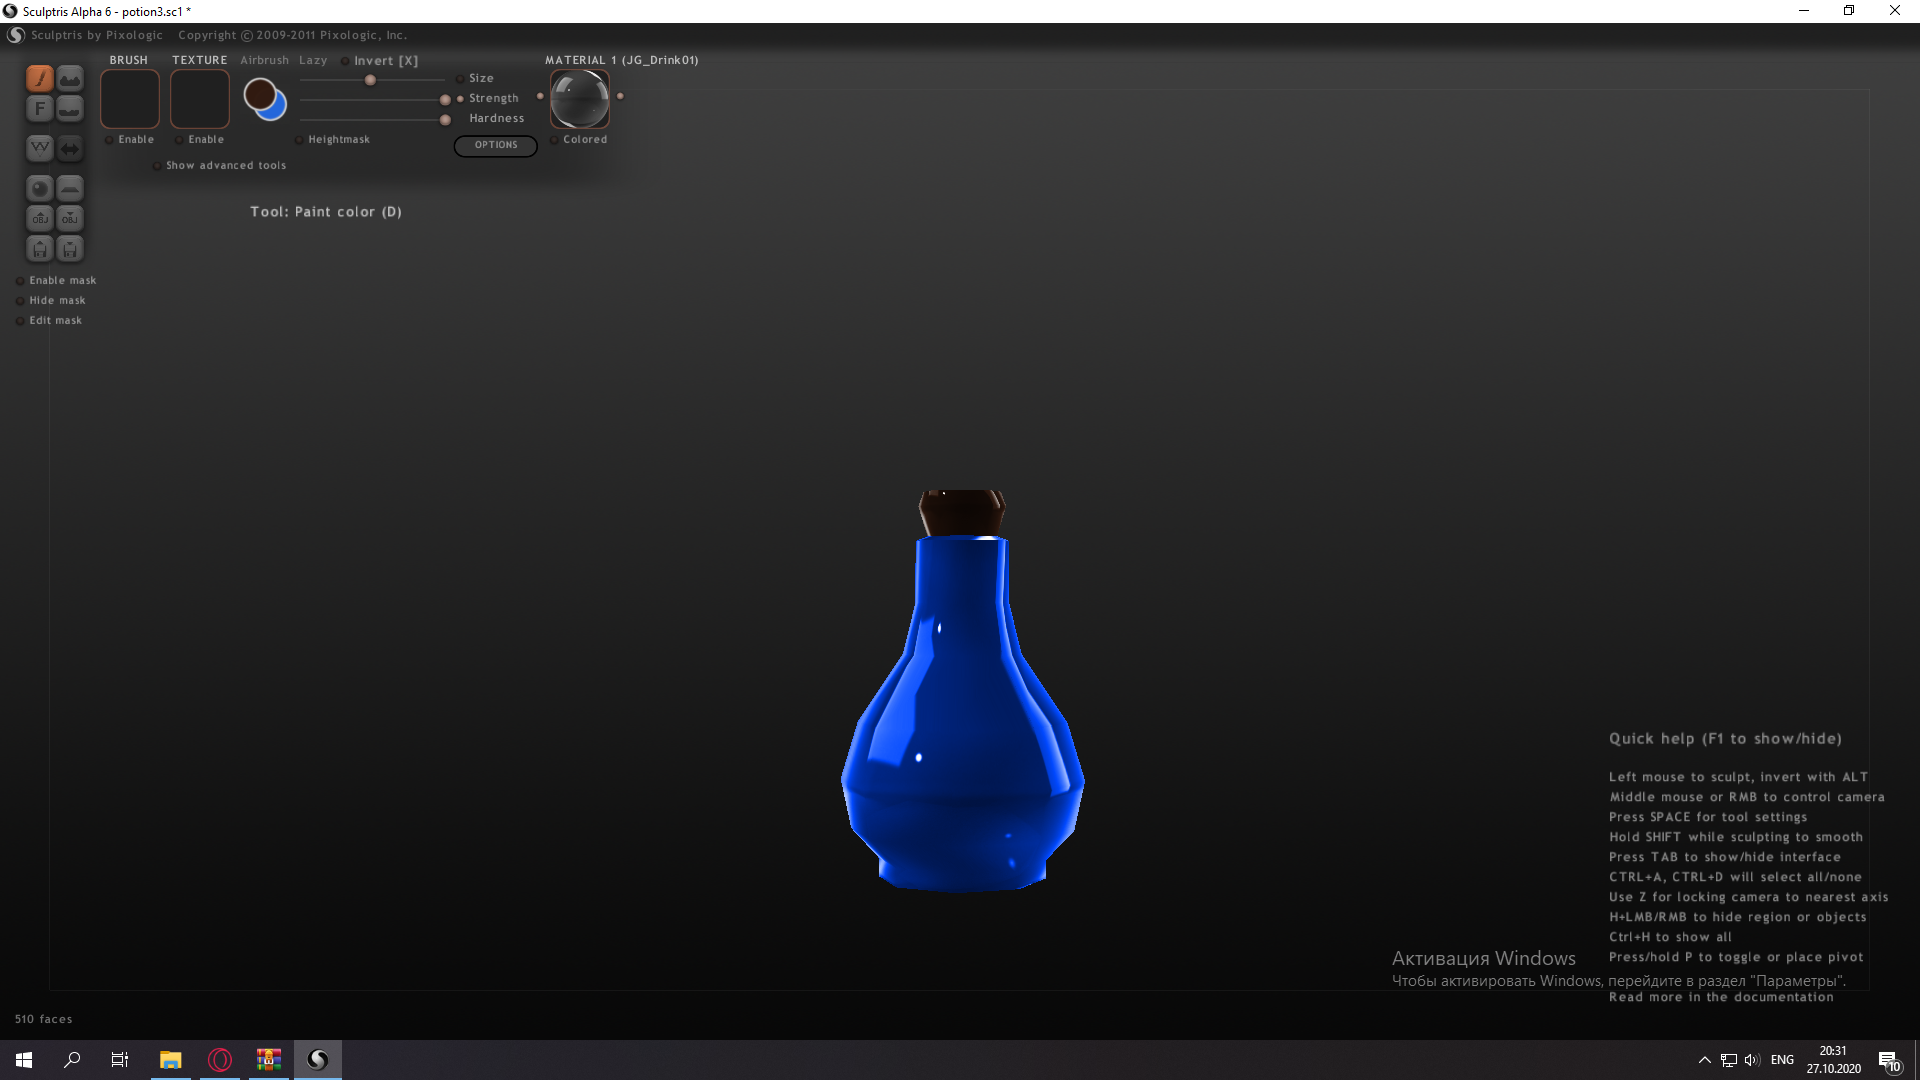 Sculptris Alpha 6 - potion3.sc1 *
Sculptris by Pixologic Copyright © 2009-2011 Pixologic, Inc.
BRUSH TEXTURE Airbrush Lazy Invert [X] MATERIAL 1 (JG_Drink01)
Size
Strength
Hardness
F
Enable Enable Heightmask OPTIONS Colored
Show advanced tools
Tool: Paint color (D)
OBJ OBJ
Enable mask
Hide mask
Edit mask
Quick help (F1 to show/hide)
Left mouse to sculpt, invert with ALT
Middle mouse or RMB to control camera
Press SPACE for tool settings
Hold SHIFT while sculpting to smooth
Press TAB to show/hide interface
CTRL+A, CTRL+D will select all/none
Use Z for locking camera to nearest axis
H+LMB/RMB to hide region or objects
Ctrl+H to show all
Press/hold P to toggle or place pivot
Активация Windows
Чтобы активировать Windows, перейдите в раздел "Параметры".
Read more in the documentation
510 faces
ENG
20:31
27.10.2020
10